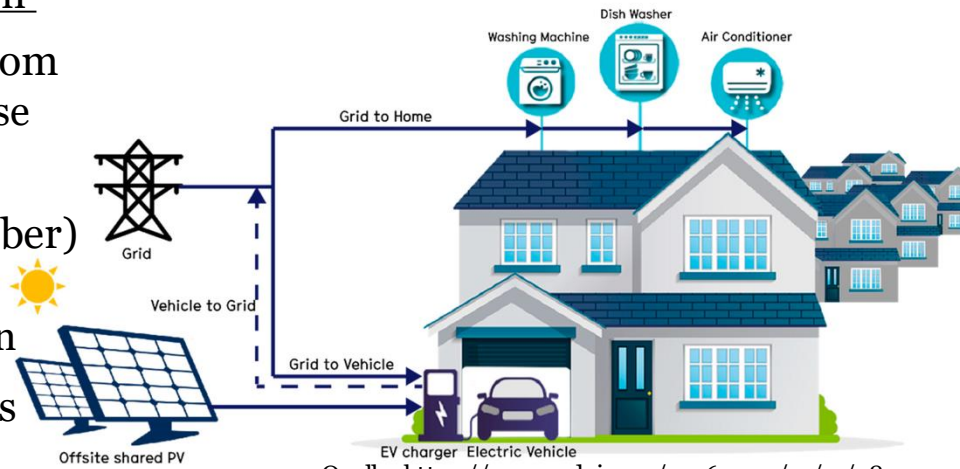 om
se
ber)
n
s
Dish Washer
Washing Machine
Air Conditioner
Grid to Home
Grid
Vehicle to Grid
Grid to Vehicle
EV charger
Electric Vehicle
Offsite shared PV